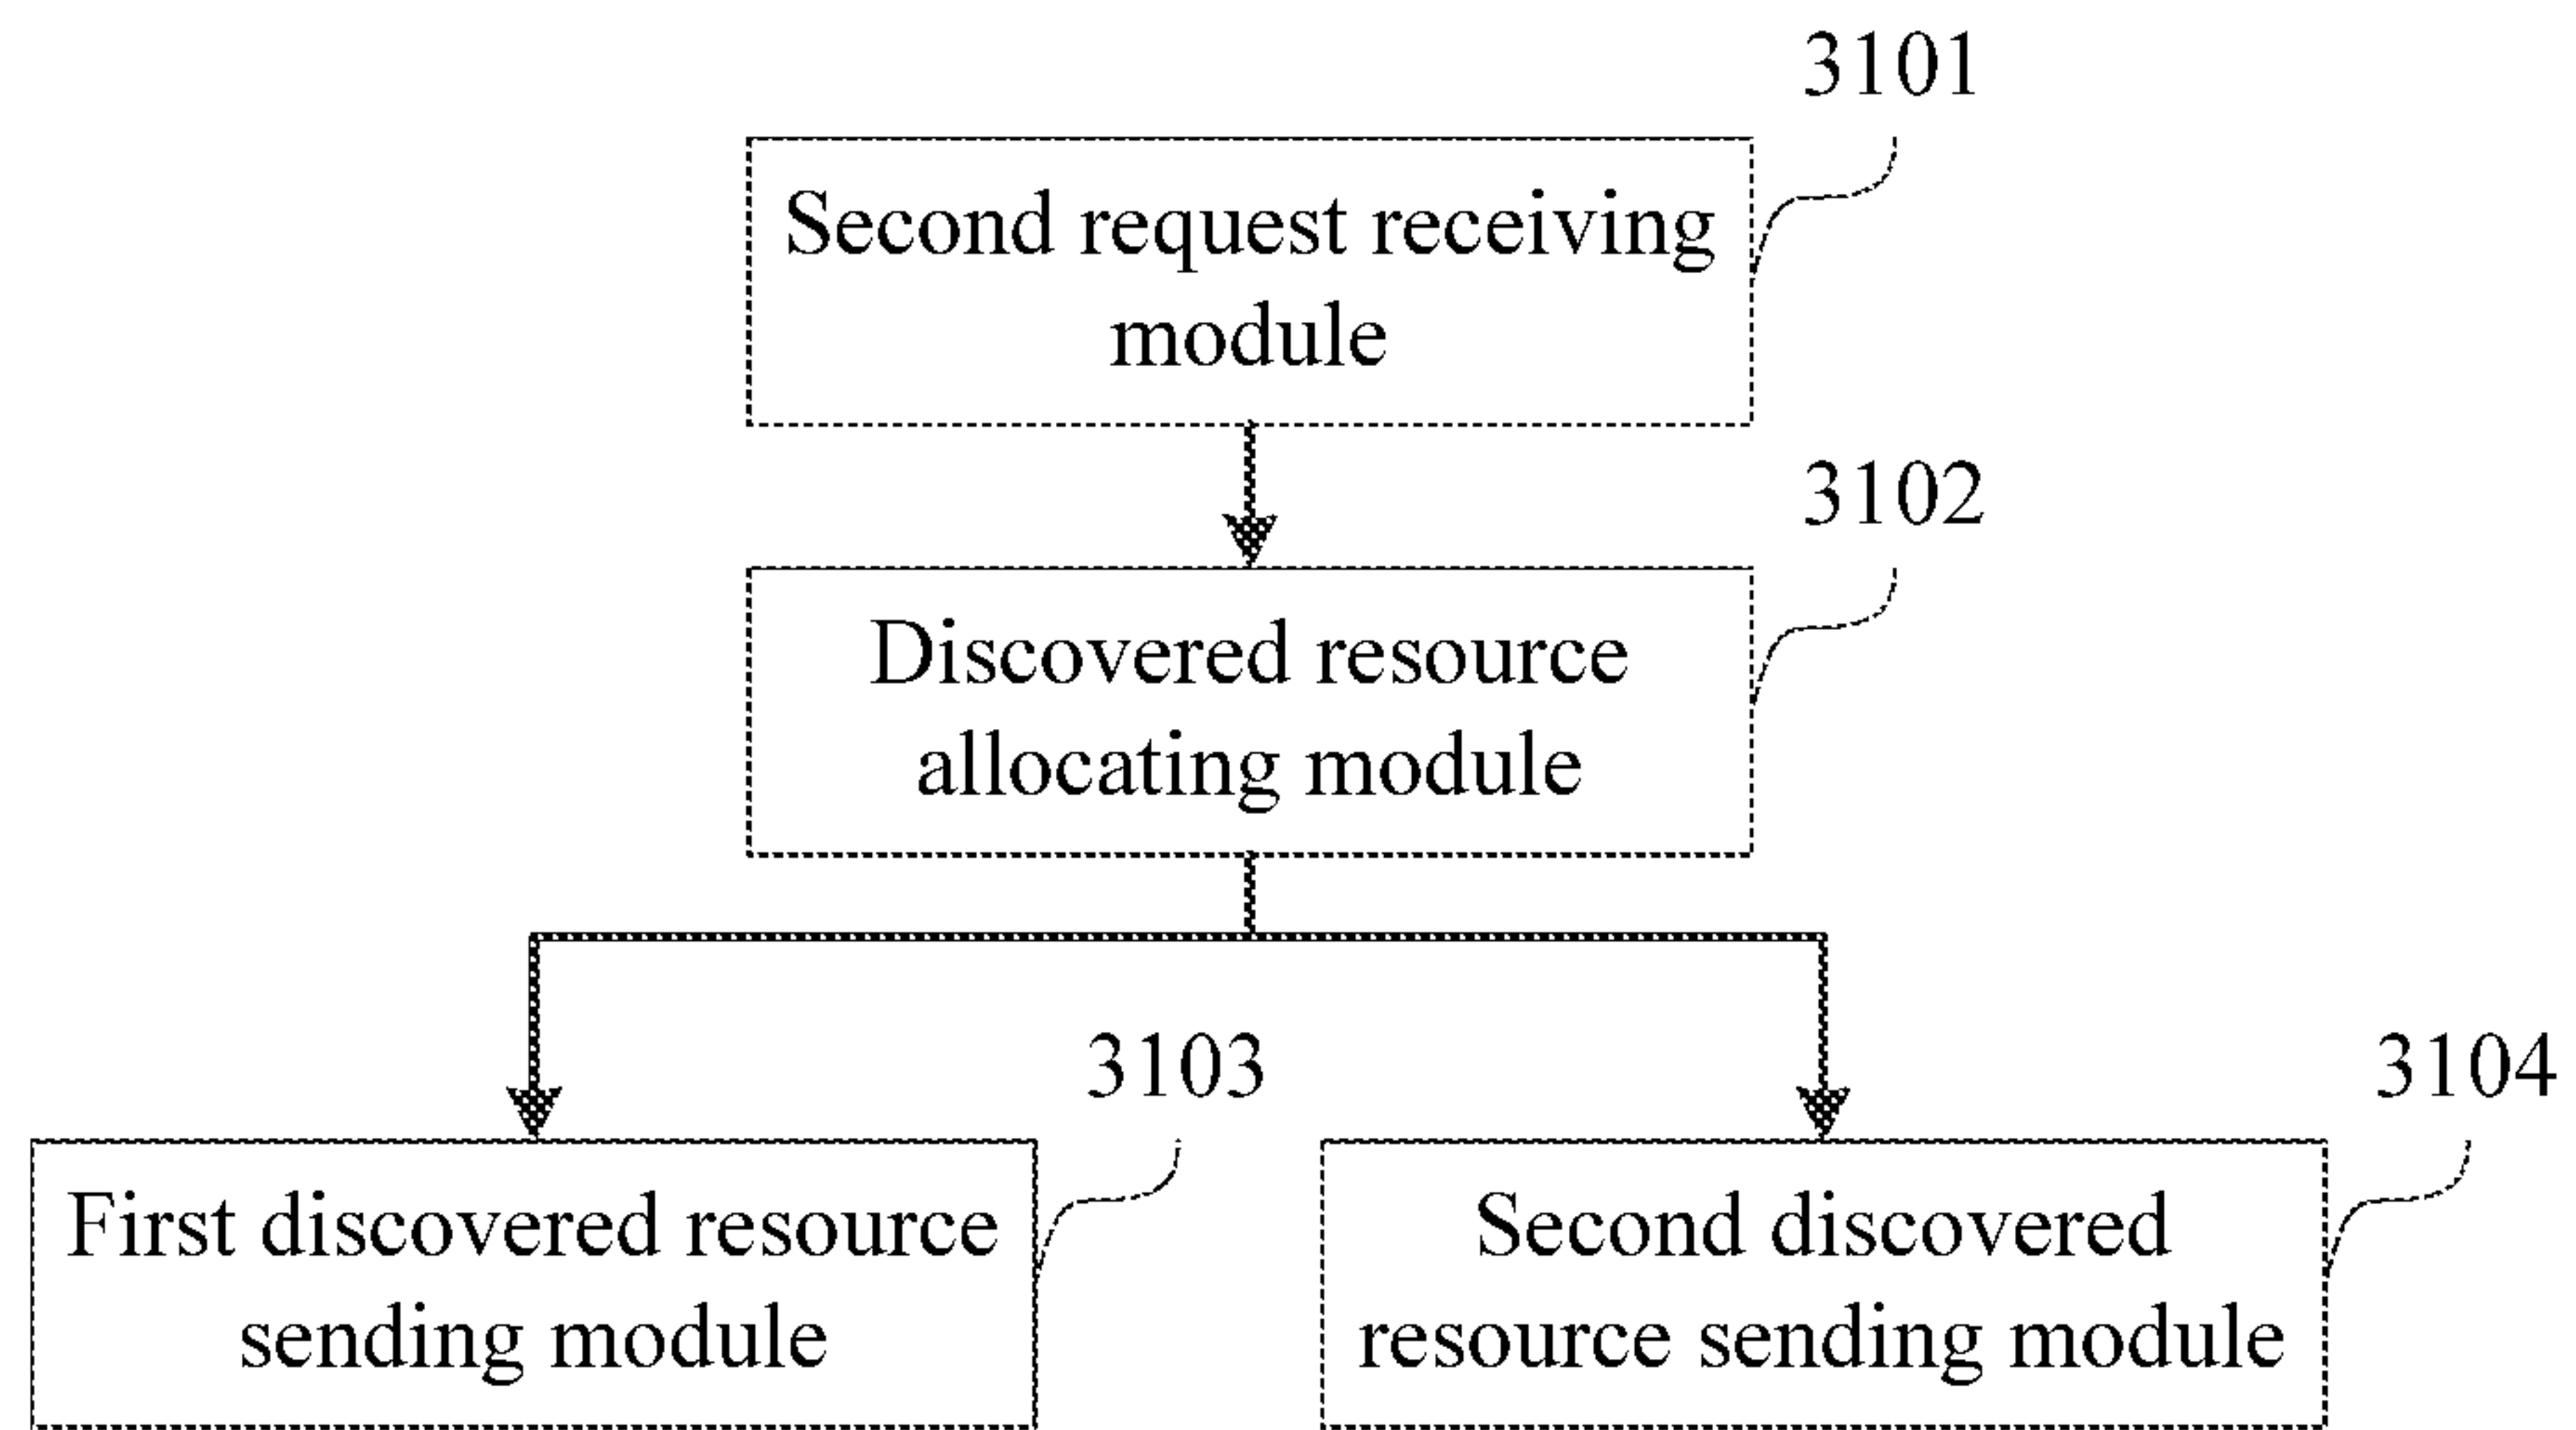 3101
Second request receiving
module
3102
Discovered resource
allocating module
3103
First discovered resource
sending module
3104
Second discovered
resource sending module